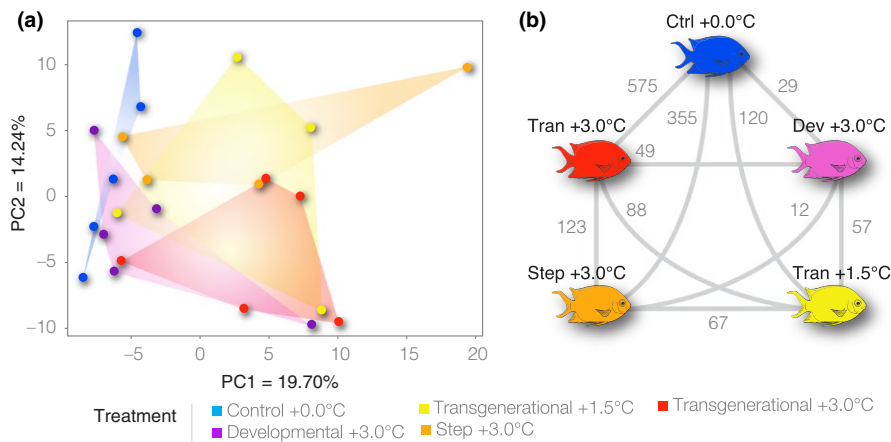 (a)
10
5
0
−5
−10
PC2 = 14.24%
−5
0
5
10
15
20
PC1 = 19.70%
(b)
Ctrl +0.0°C
575
29
355
120
Tran +3.0°C
Dev +3.0°C
49
123
88
12
57
Step +3.0°C
Tran +1.5°C
67
Treatment
Control +0.0°C
Transgenerational +1.5°C
Transgenerational +3.0°C
Developmental +3.0°C
Step +3.0°C